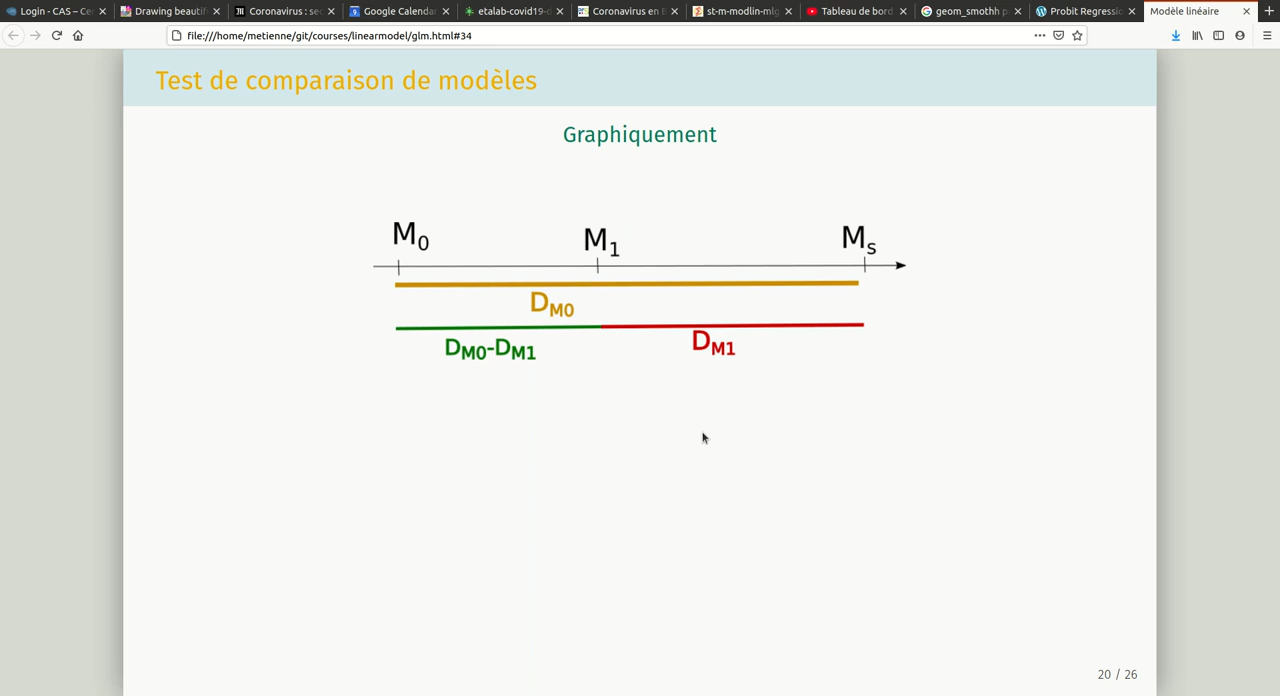 Login - CAS – Ce
Drawing beautif
Coronavirus : se
Google Calenda
etalab-covid19-d
Coronavirus en
st-m-modlin-mlg
Tableau de bord
geom_smothh p
Probit Regressi
Modèle linéaire
file:///home/metienne/git/courses/linearmodel/glm.html#34
Test de comparaison de modèles
Graphiquement
M0 M1 Ms
DM0
DM0-DM1 DM1
20 / 26